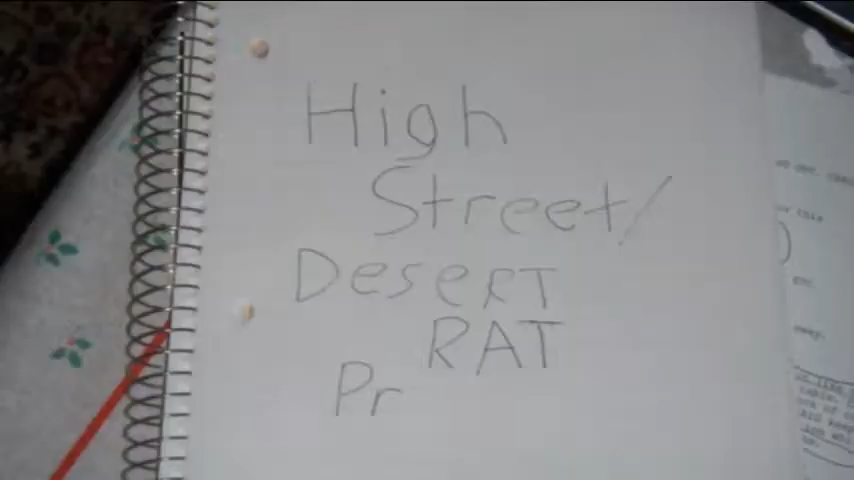 High
Street/
Desert
RAT
Pr